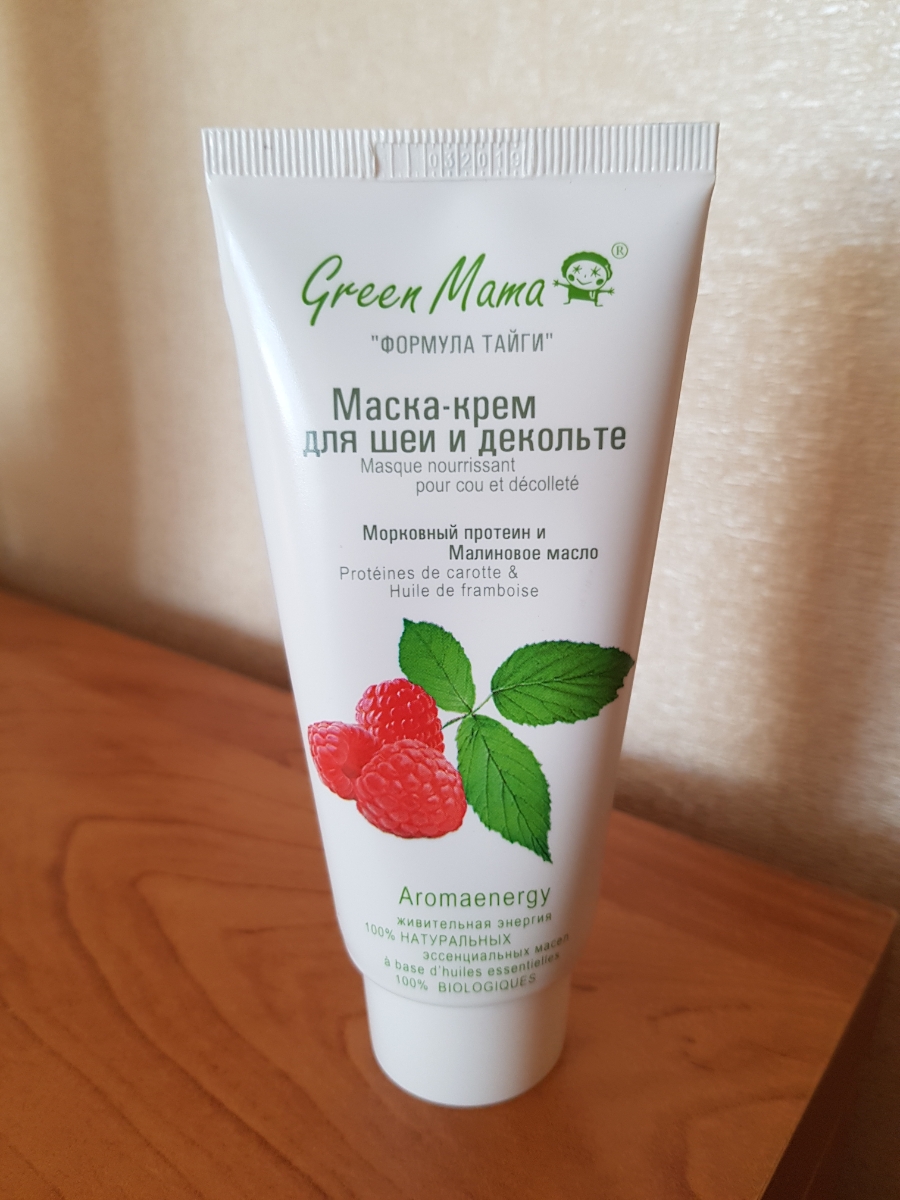 032019
Green Mama ®
"ФОРМУЛА ТАЙГИ"
Маска-крем
для шеи и декольте
Masque nourrissant
pour cou et décolleté
Морковный протеин и
Малиновое масло
Protéines de carotte &
Huile de framboise
Aromaenergy
живительная энергия
100% НАТУРАЛЬНЫХ
эссенциальных масел
à base d'huiles essentielles
100% BIOLOGIQUES